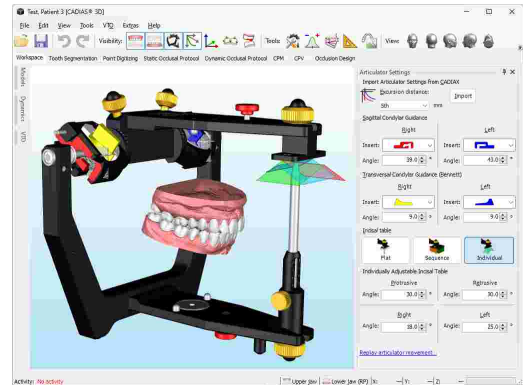 Test, Patient 3 [CADIAS® 3D]
File Edit View Tools VTO Extras Help
Visibility: Tools: View:
Workspace Tooth Segmentation Point Digitizing Static Occlusal Protocol Dynamic Occlusal Protocol CPM CPV Occlusion Design
Models
Dynamics
VTO
Articulator Settings
Import Articulator Settings from CADIAX
Excursion distance:
5th mm Import
Sagittal Condylar Guidance
Right Left
Insert: Insert:
Angle: 39.0 ° Angle: 43.0 °
Transversal Condylar Guidance (Bennett)
Right Left
Insert: Insert:
Angle: 9.0 ° Angle: 9.0 °
Incisal table
Flat Sequence Individual
Individually Adjustable Incisal Table
Protrusive Retrusive
Angle: 30.0 ° Angle: 30.0 °
Right Left
Angle: 18.0 ° Angle: 25.0 °
Replay articulator movement...
Activity: No activity Upper Jaw Lower Jaw (RP) X: — Y: — Z: —